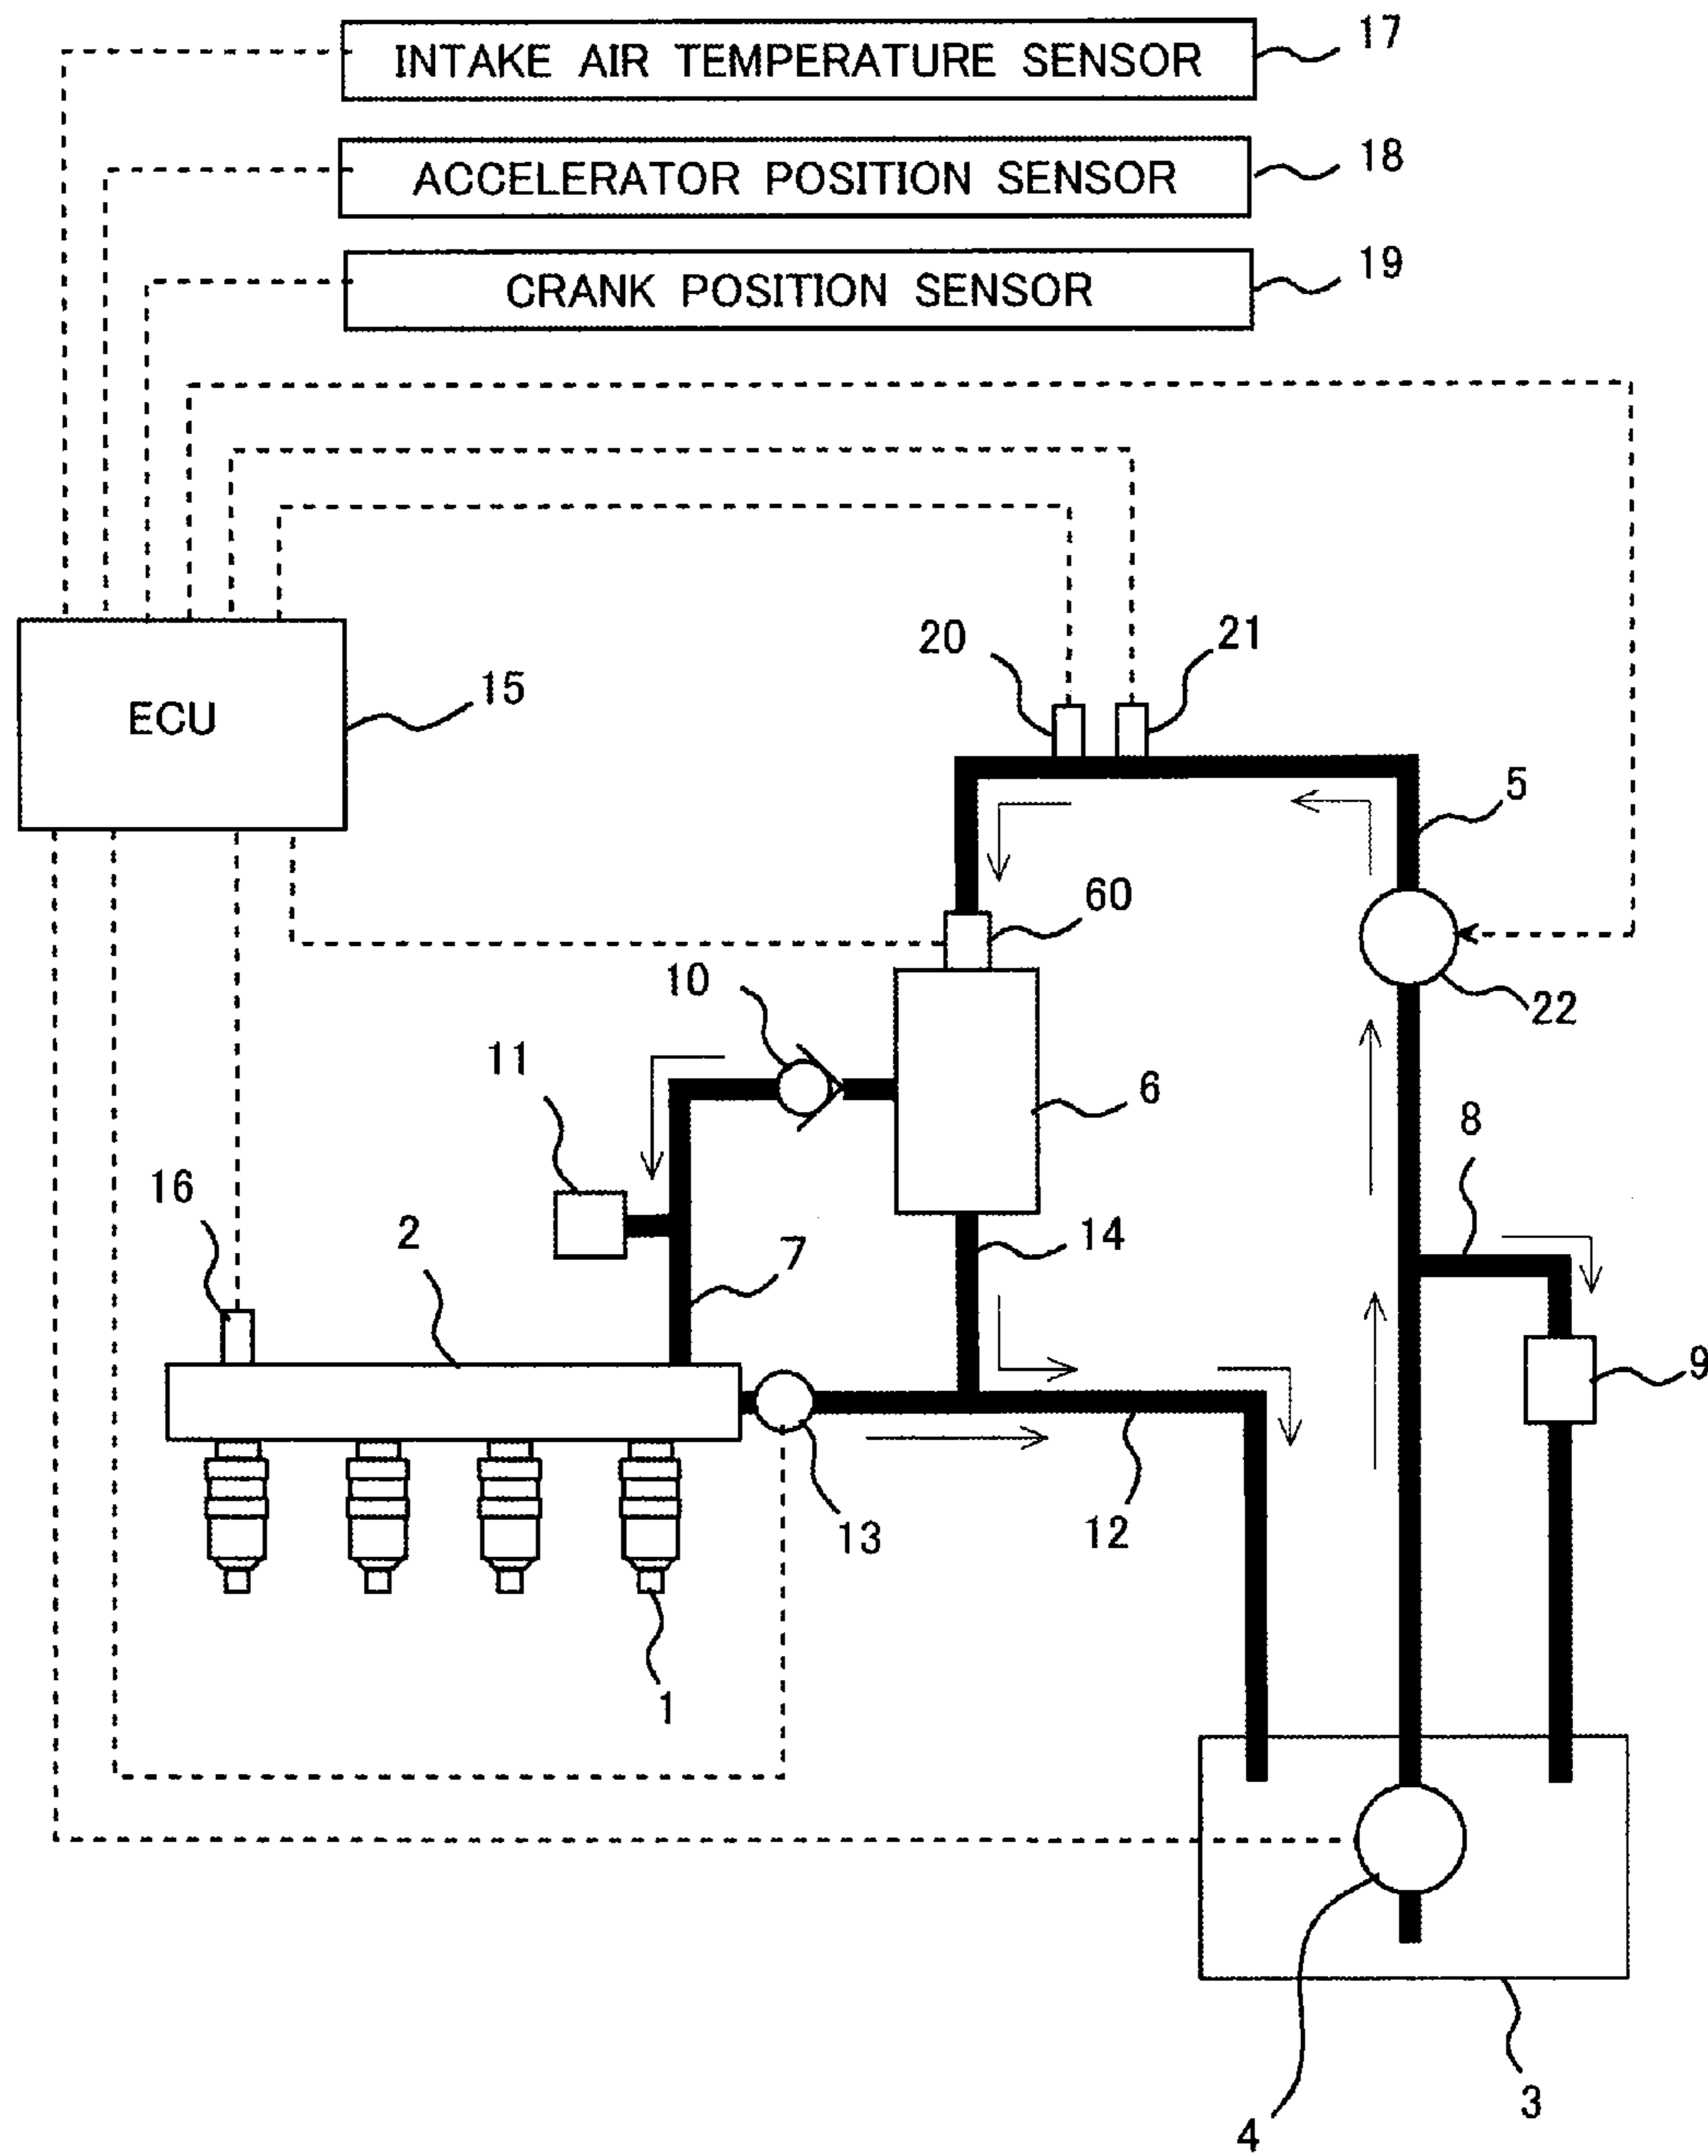 INTAKE AIR TEMPERATURE SENSOR 17
ACCELERATOR POSITION SENSOR 18
CRANK POSITION SENSOR 19
20 21
ECU 15
5
60
10 22
11 6
8
16 2 7 14
9
13 12
1
3
4